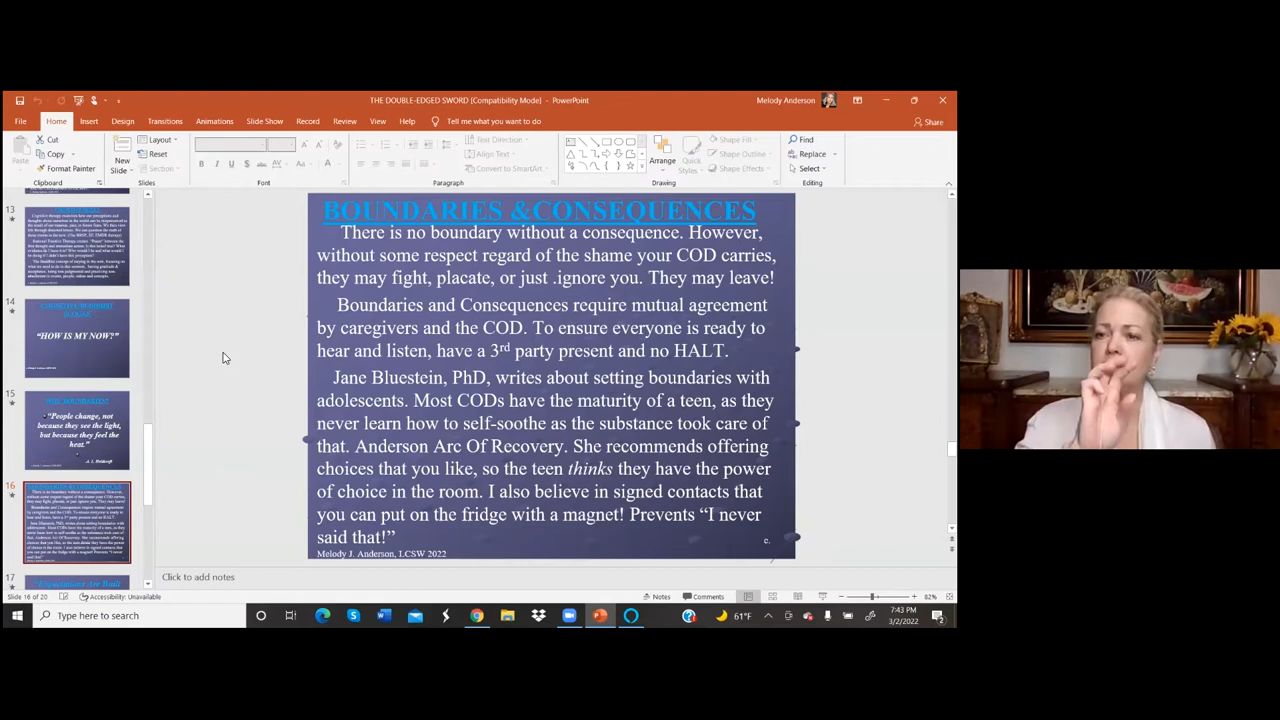 THE DOUBLE-EDGED SWORD [Compatibility Mode] - PowerPoint
Melody Anderson
File Home Insert Design Transitions Animations Slide Show Record Review View Help Tell me what you want to do
Share
Cut
Copy
Format Painter
Paste
Clipboard
New
Slide
Layout
Reset
Section
Slides
Font
Text Direction
Align Text
Convert to SmartArt
Paragraph
Arrange
Quick
Styles
Shape Fill
Shape Outline
Shape Effects
Drawing
Find
Replace
Select
Editing
13
14
"HOW IS MY NOW?"
15
WHY BOUNDARIES?
"People change, not
because they see the light,
but because they feel the
heat."
16
17
"Expectations Are Built
BOUNDARIES &CONSEQUENCES
There is no boundary without a consequence. However,
without some respect regard of the shame your COD carries,
they may fight, placate, or just .ignore you. They may leave!
Boundaries and Consequences require mutual agreement
by caregivers and the COD. To ensure everyone is ready to
hear and listen, have a 3rd party present and no HALT.
Jane Bluestein, PhD, writes about setting boundaries with
adolescents. Most CODs have the maturity of a teen, as they
never learn how to self-soothe as the substance took care of
that. Anderson Arc Of Recovery. She recommends offering
choices that you like, so the teen thinks they have the power
of choice in the room. I also believe in signed contacts that
you can put on the fridge with a magnet! Prevents “I never
said that!”
c.
Melody J. Anderson, LCSW 2022
Click to add notes
Slide 16 of 20 Accessibility: Unavailable
Notes Comments 82%
Type here to search
61°F
7:43 PM
3/2/2022